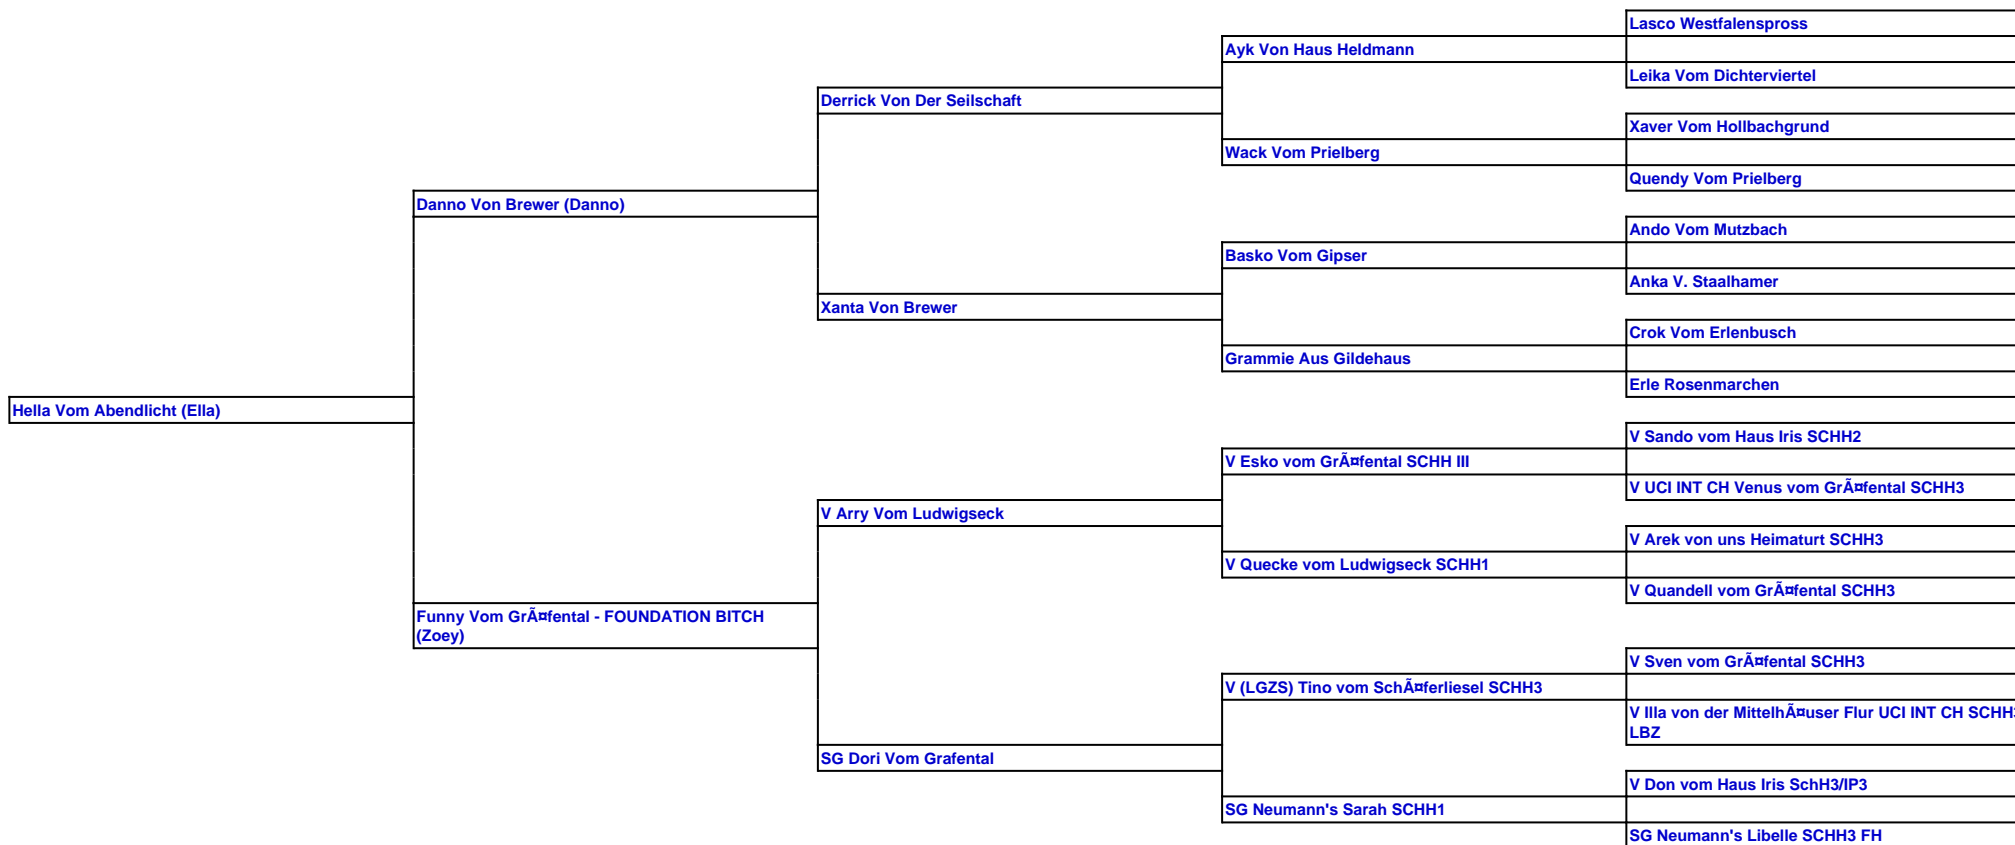 Lasco Westfalenspross
Ayk Von Haus Heldmann
Leika Vom Dichterviertel
Derrick Von Der Seilschaft
Xaver Vom Hollbachgrund
Wack Vom Prielberg
Quendy Vom Prielberg
Danno Von Brewer (Danno)
Ando Vom Mutzbach
Basko Vom Gipser
Anka V. Staalhamer
Xanta Von Brewer
Crok Vom Erlenbusch
Grammie Aus Gildehaus
Erle Rosenmarchen
Hella Vom Abendlicht (Ella)
V Sando vom Haus Iris SCHH2
V Esko vom GrÃ¤fental SCHH III
V UCI INT CH Venus vom GrÃ¤fental SCHH3
V Arry Vom Ludwigseck
V Arek von uns Heimaturt SCHH3
V Quecke vom Ludwigseck SCHH1
V Quandell vom GrÃ¤fental SCHH3
Funny Vom GrÃ¤fental - FOUNDATION BITCH
(Zoey)
V Sven vom GrÃ¤fental SCHH3
V (LGZS) Tino vom SchÃ¤ferliesel SCHH3
V Illa von der MittelhÃ¤user Flur UCI INT CH SCHH3
LBZ
SG Dori Vom Grafental
V Don vom Haus Iris SchH3/IP3
SG Neumann's Sarah SCHH1
SG Neumann's Libelle SCHH3 FH